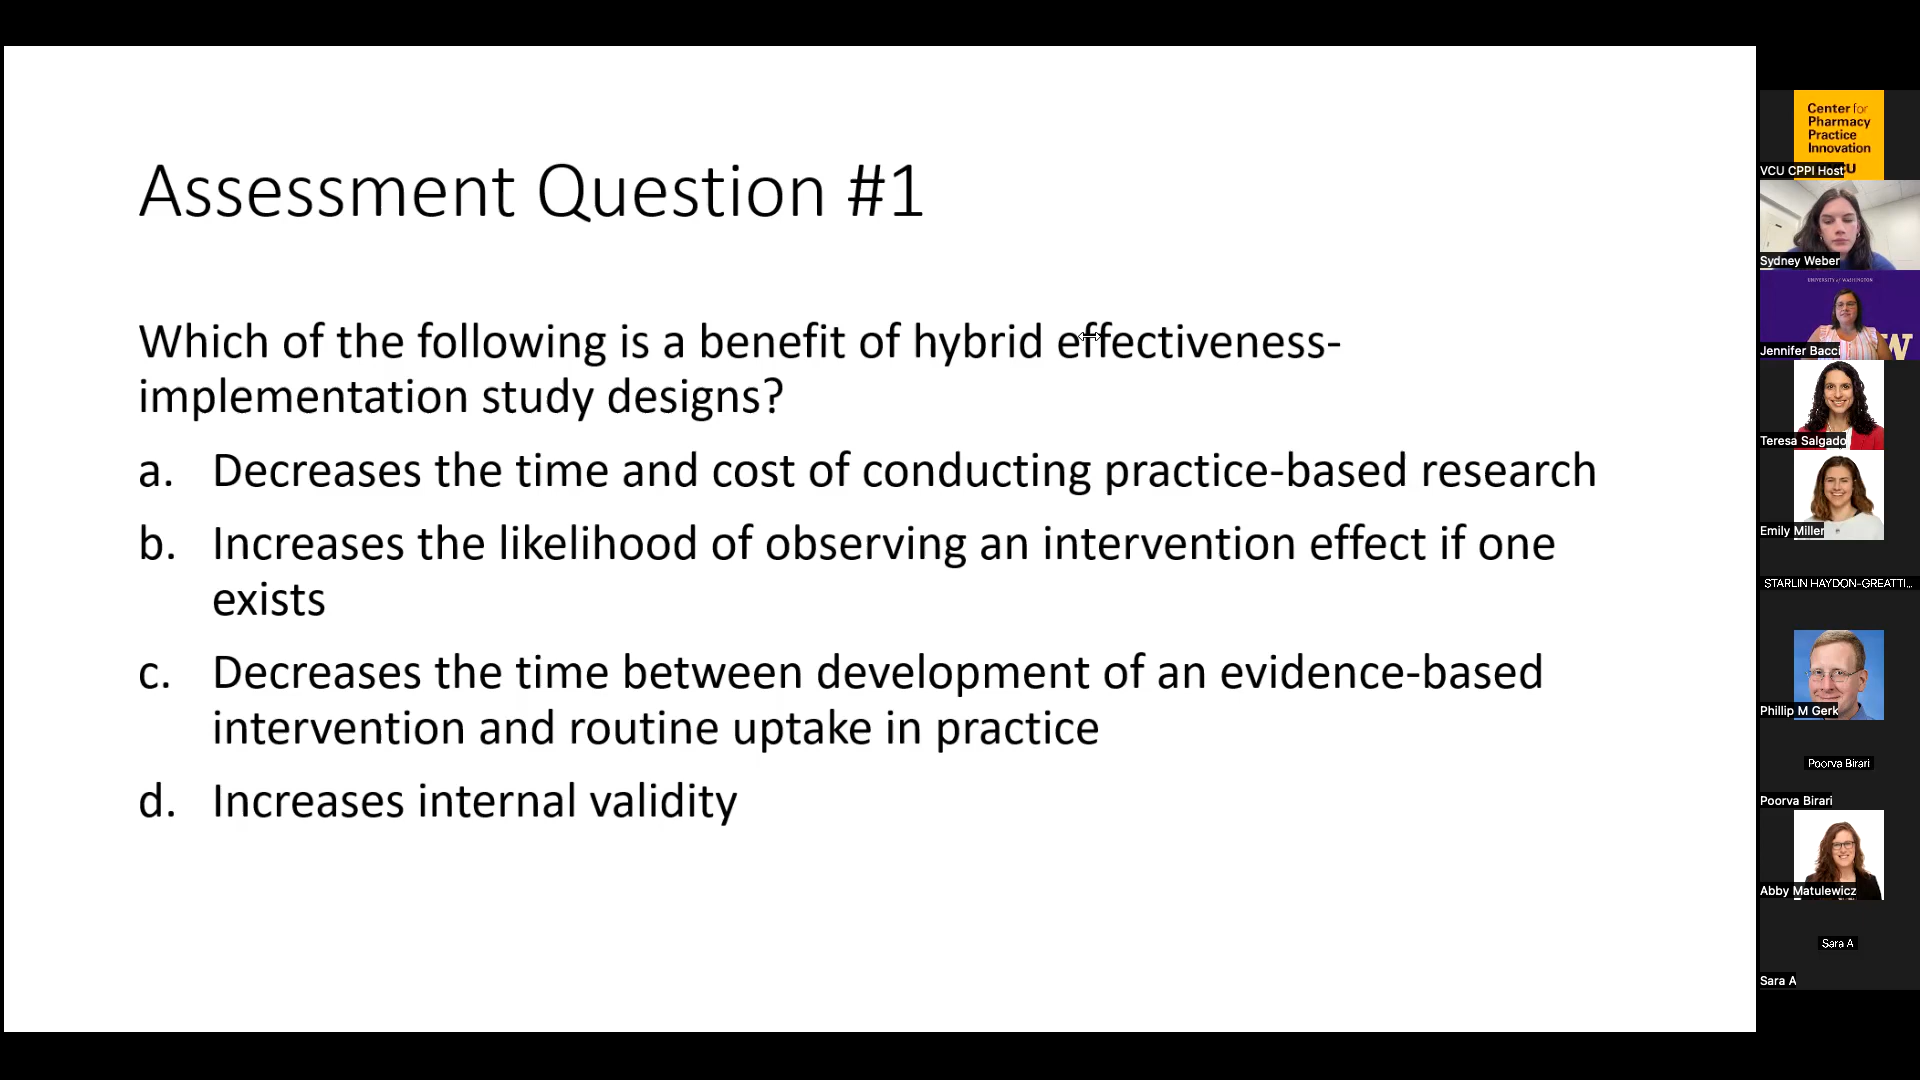 Assessment Question #1
Which of the following is a benefit of hybrid effectiveness-
implementation study designs?
a. Decreases the time and cost of conducting practice-based research
b. Increases the likelihood of observing an intervention effect if one
exists
c. Decreases the time between development of an evidence-based
intervention and routine uptake in practice
d. Increases internal validity
Center for
Pharmacy
Practice
Innovation
VCU CPPI Host
Sydney Weber
UNIVERSITY of WASHINGTON
W
Jennifer Bacci
Teresa Salgado
Emily Miller
STARLIN HAYDON-GREATTI...
Phillip M Gerk
Poorva Birari
Poorva Birari
Abby Matulewicz
Sara A
Sara A